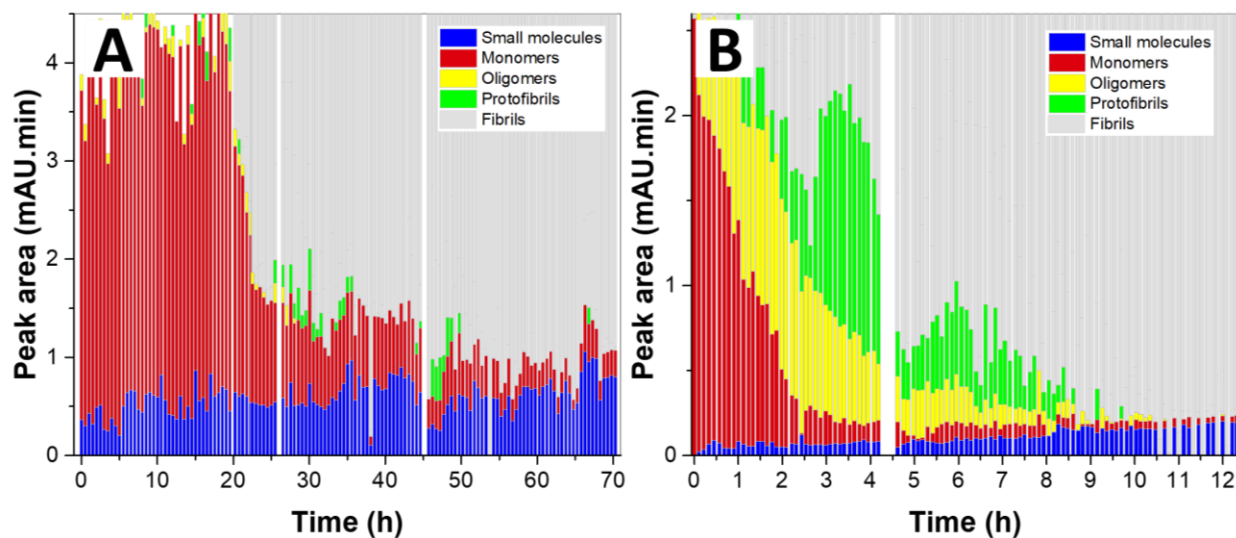 A
Peak area (mAU.min)
4
3
2
1
0
Small molecules
Monomers
Oligomers
Protofibrils
Fibrils
0 10 20 30 40 50 60 70
Time (h)
B
Peak area (mAU.min)
2
1
0
Small molecules
Monomers
Oligomers
Protofibrils
Fibrils
0 1 2 3 4 5 6 7 8 9 10 11 12
Time (h)